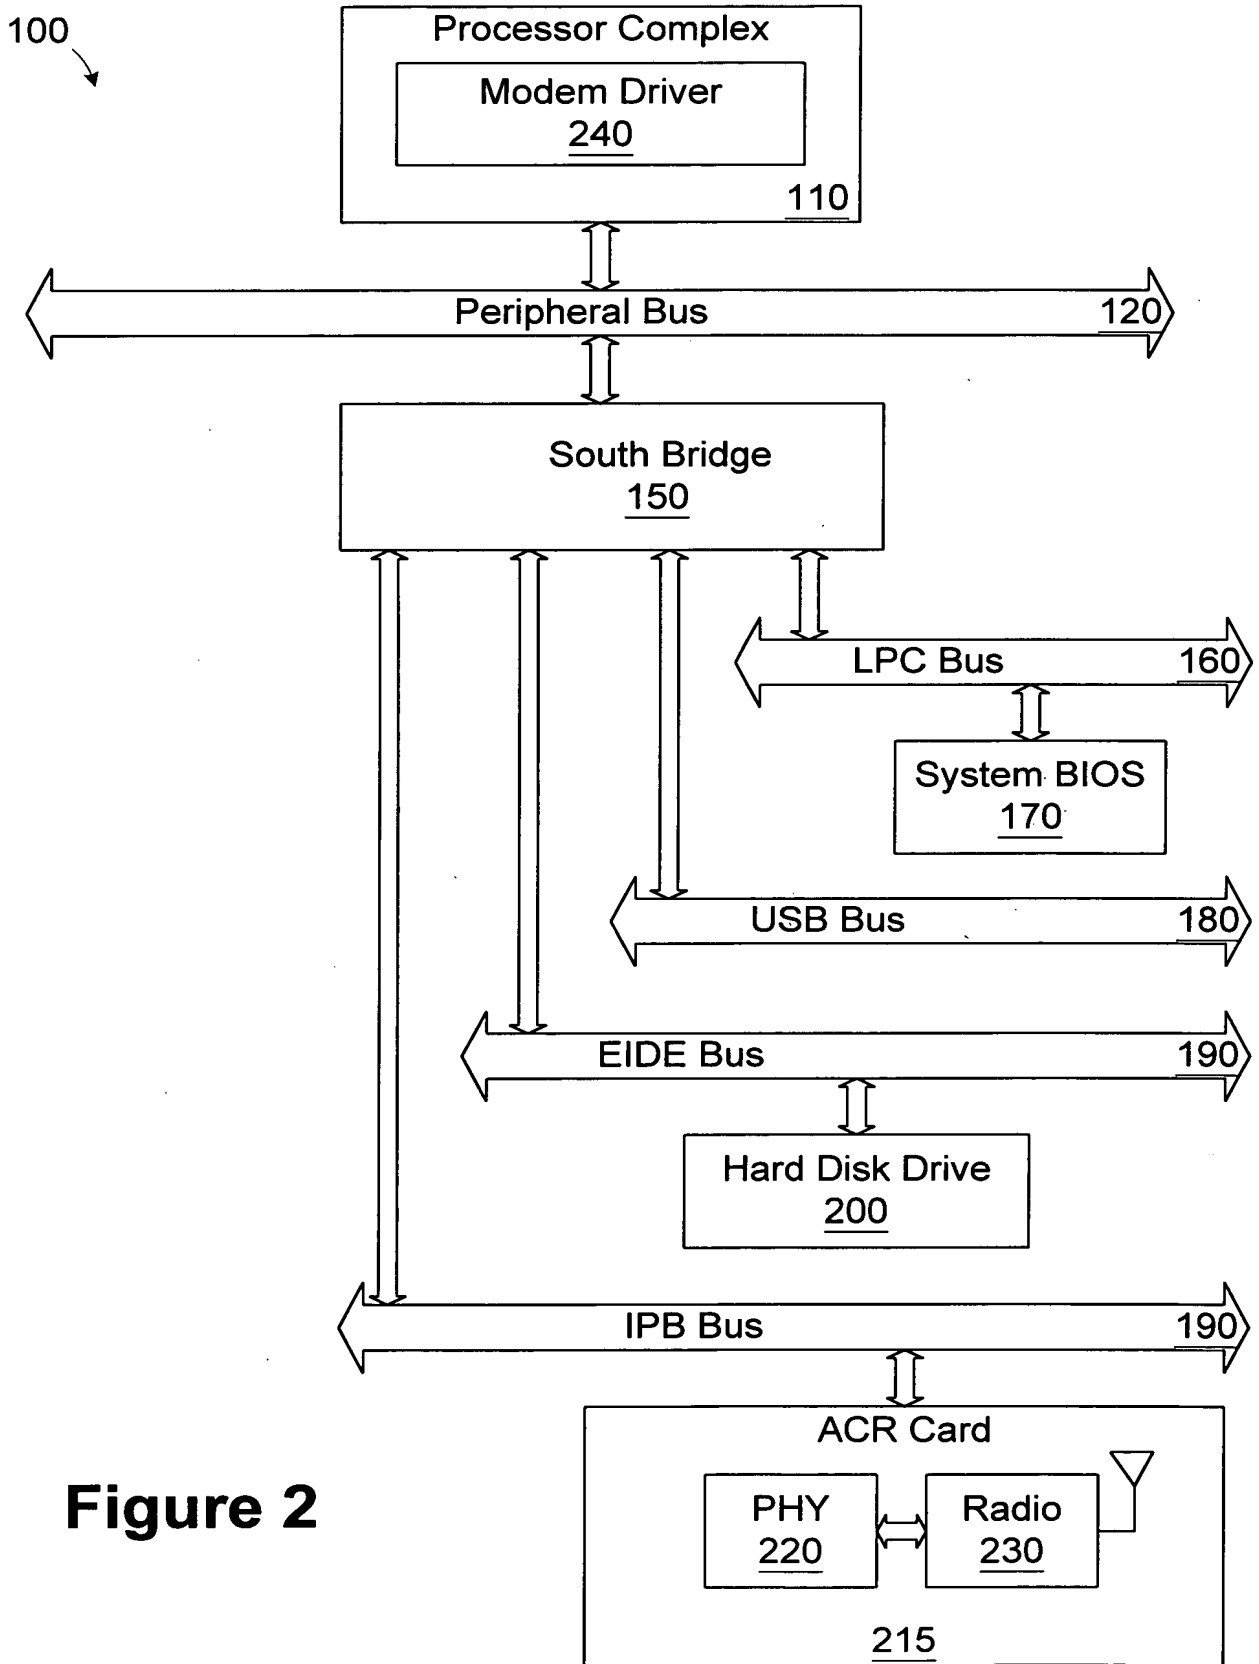 100
Processor Complex
Modem Driver
240
110
Peripheral Bus
120
South Bridge
150
LPC Bus
160
System BIOS
170
USB Bus
180
EIDE Bus
190
Hard Disk Drive
200
IPB Bus
190
ACR Card
PHY
220
Radio
230
215
Figure 2